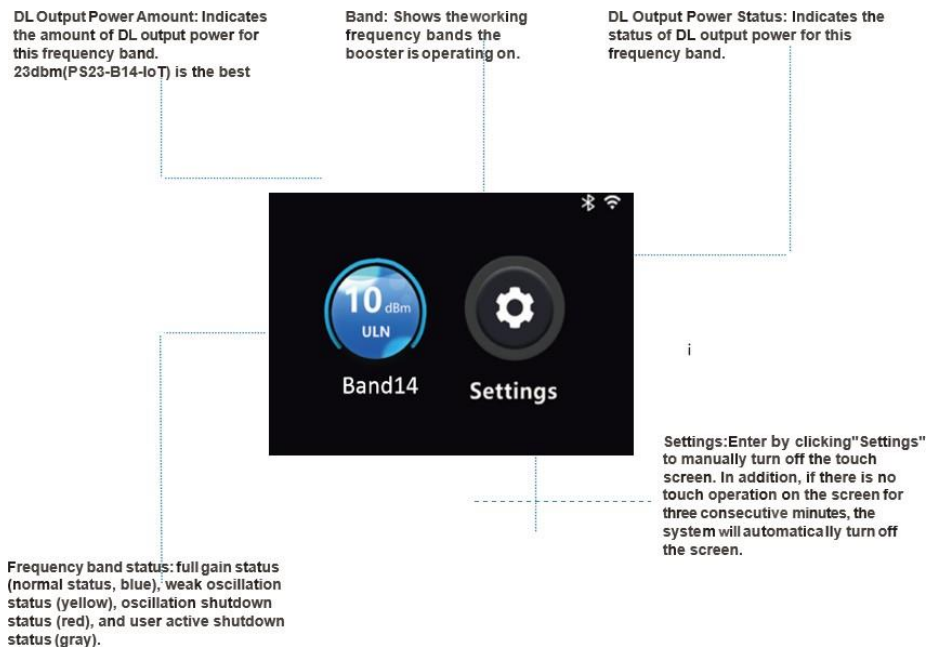 DL Output Power Amount: Indicates
the amount of DL output power for
this frequency band.
23dbm(PS23-B14-IoT) is the best
Band: Shows theworking
frequency bands the
booster is operating on.
DL Output Power Status: Indicates the
status of DL output power for this
frequency band.
10 dBm
ULN
Band14
Settings
i
Settings:Enter by clicking"Settings"
to manually turn off the touch
screen. In addition, if there is no
touch operation on the screen for
three consecutive minutes, the
system will automatically turn off
the screen.
Frequency band status: full gain status
(normal status, blue), weak oscillation
status (yellow), oscillation shutdown
status (red), and user active shutdown
status (gray).